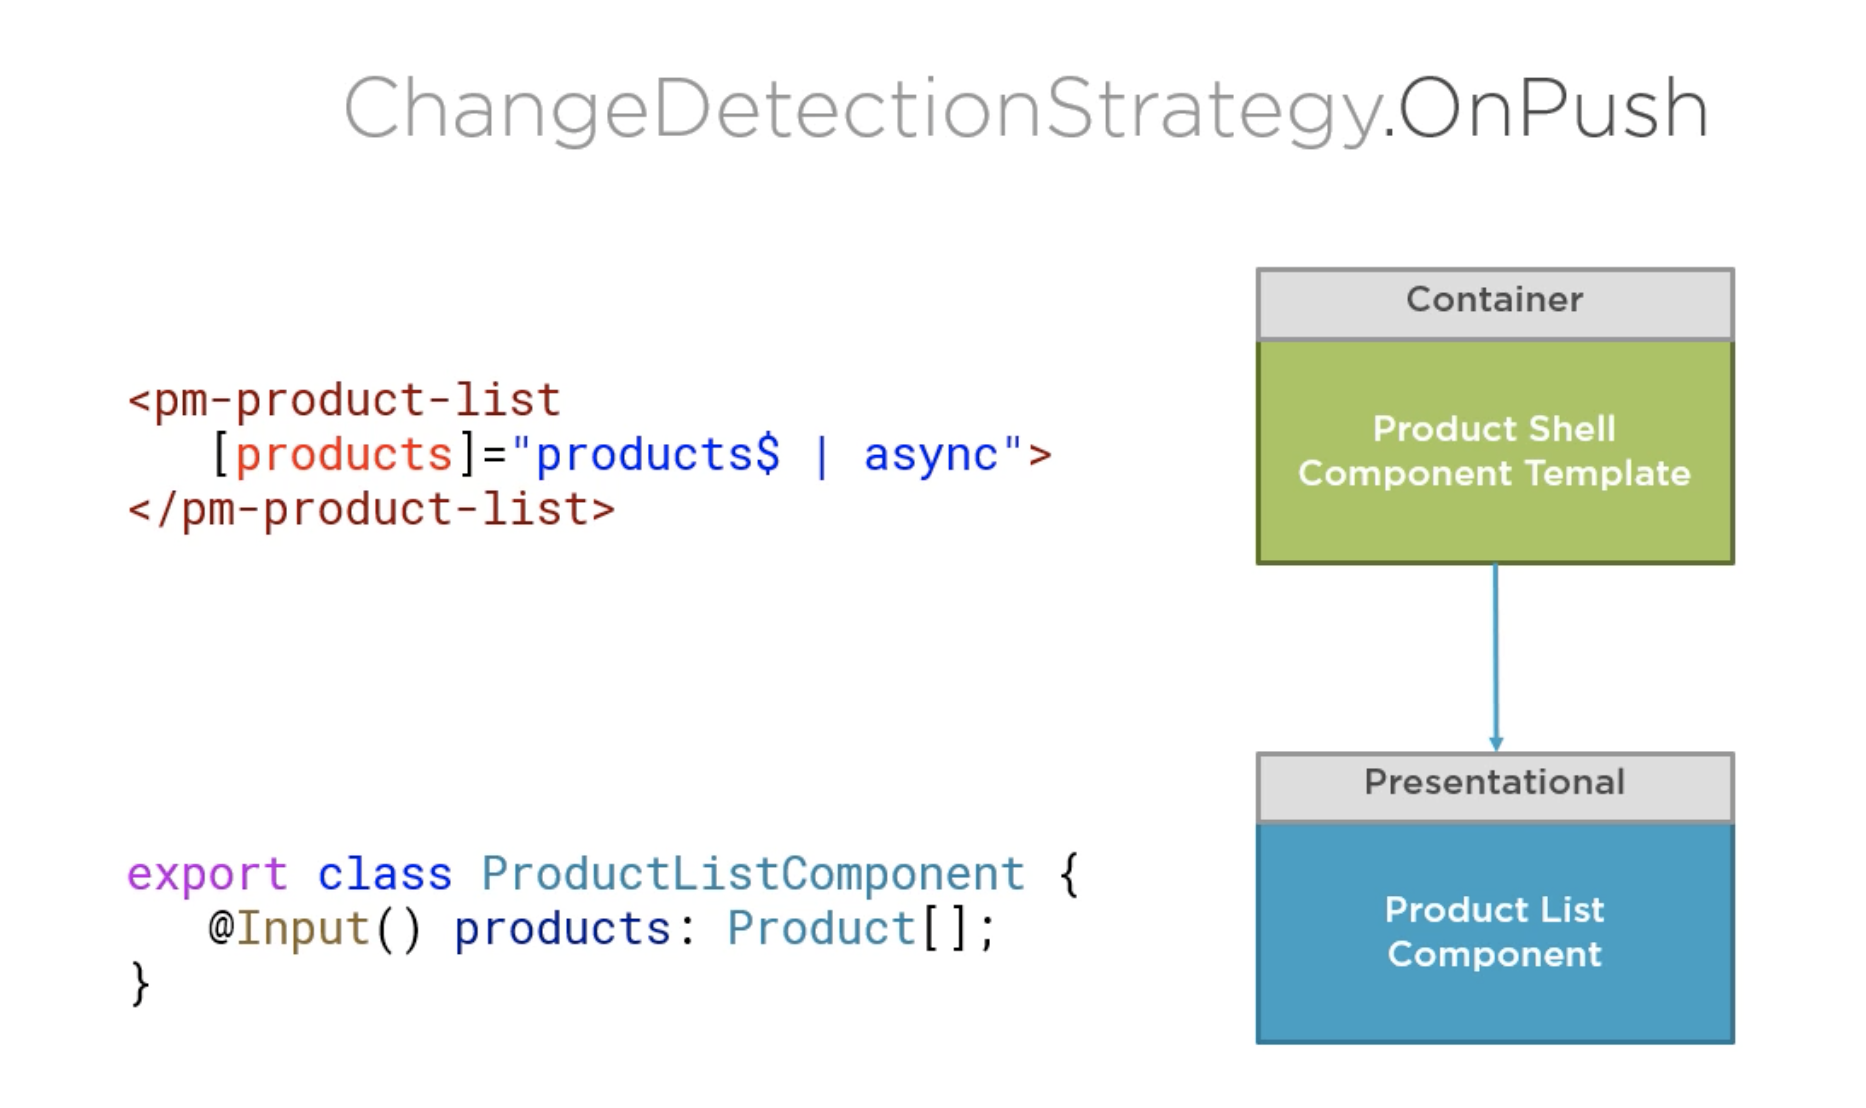 ChangeDetectionStrategy.OnPush
<pm-product-list
[products]="products$ | async">
</pm-product-list>
Container
Product Shell
Component Template
export class ProductListComponent {
@Input() products: Product[];
}
Presentational
Product List
Component